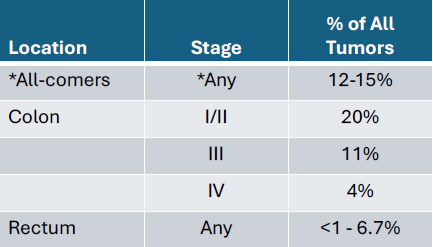 Location Stage % of All Tumors
*All-comers *Any 12-15%
Colon I/II 20%
III 11%
IV 4%
Rectum Any <1 - 6.7%